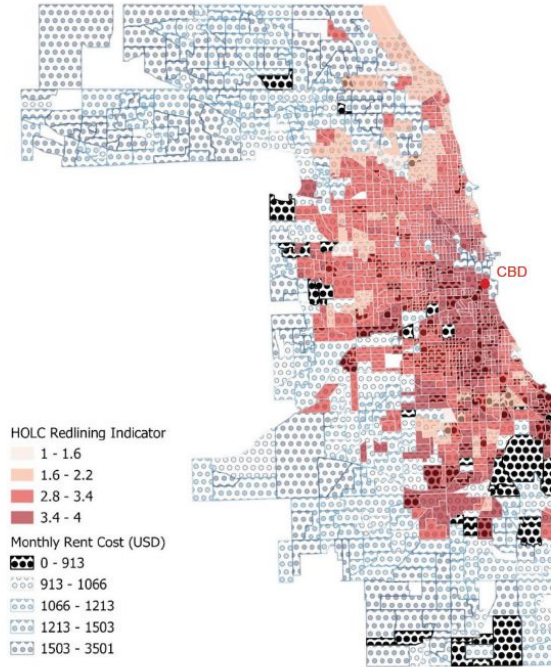 CBD
HOLC Redlining Indicator
1 - 1.6
1.6 - 2.2
2.8 - 3.4
3.4 - 4
Monthly Rent Cost (USD)
0 - 913
913 - 1066
1066 - 1213
1213 - 1503
1503 - 3501